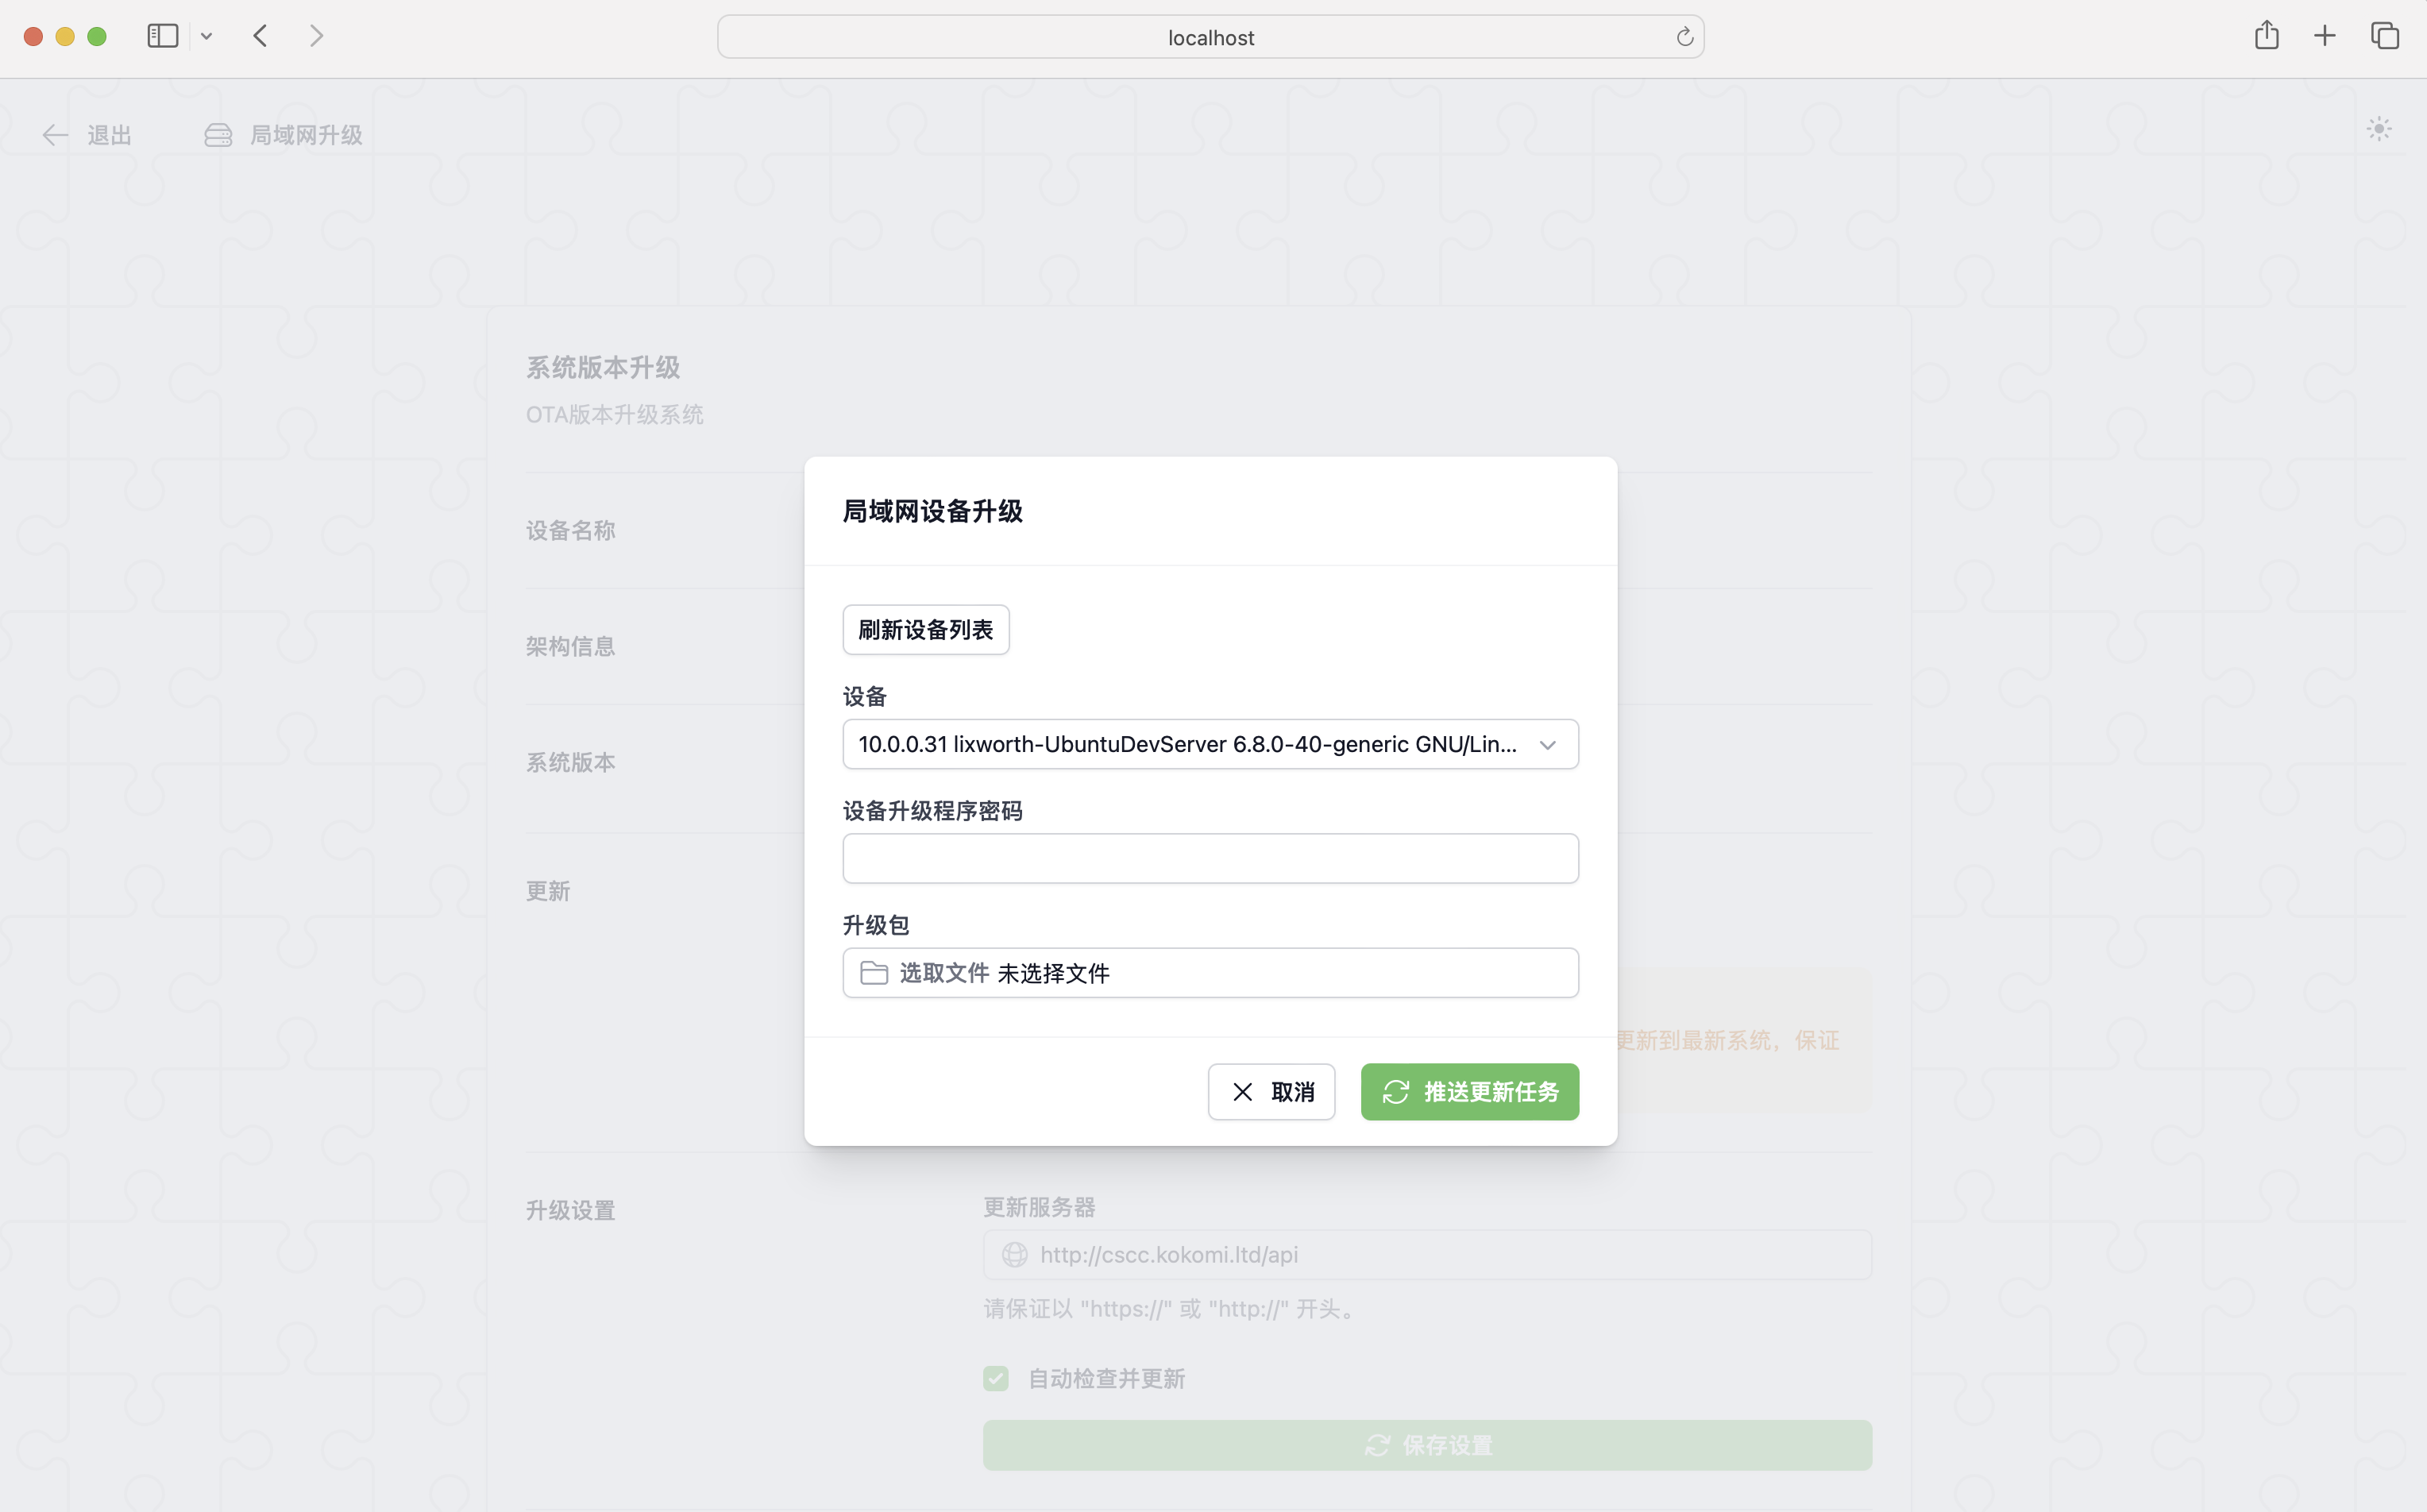 localhost
退出
局域网升级
系统版本升级
OTA版本升级系统
设备名称
架构信息
系统版本
更新
更新到最新系统，保证
局域网设备升级
刷新设备列表
设备
10.0.0.31 lixworth-UbuntuDevServer 6.8.0-40-generic GNU/Lin...
设备升级程序密码
升级包
选取文件 未选择文件
取消
推送更新任务
升级设置
更新服务器
http://cscc.kokomi.ltd/api
请保证以 "https://" 或 "http://" 开头。
自动检查并更新
保存设置